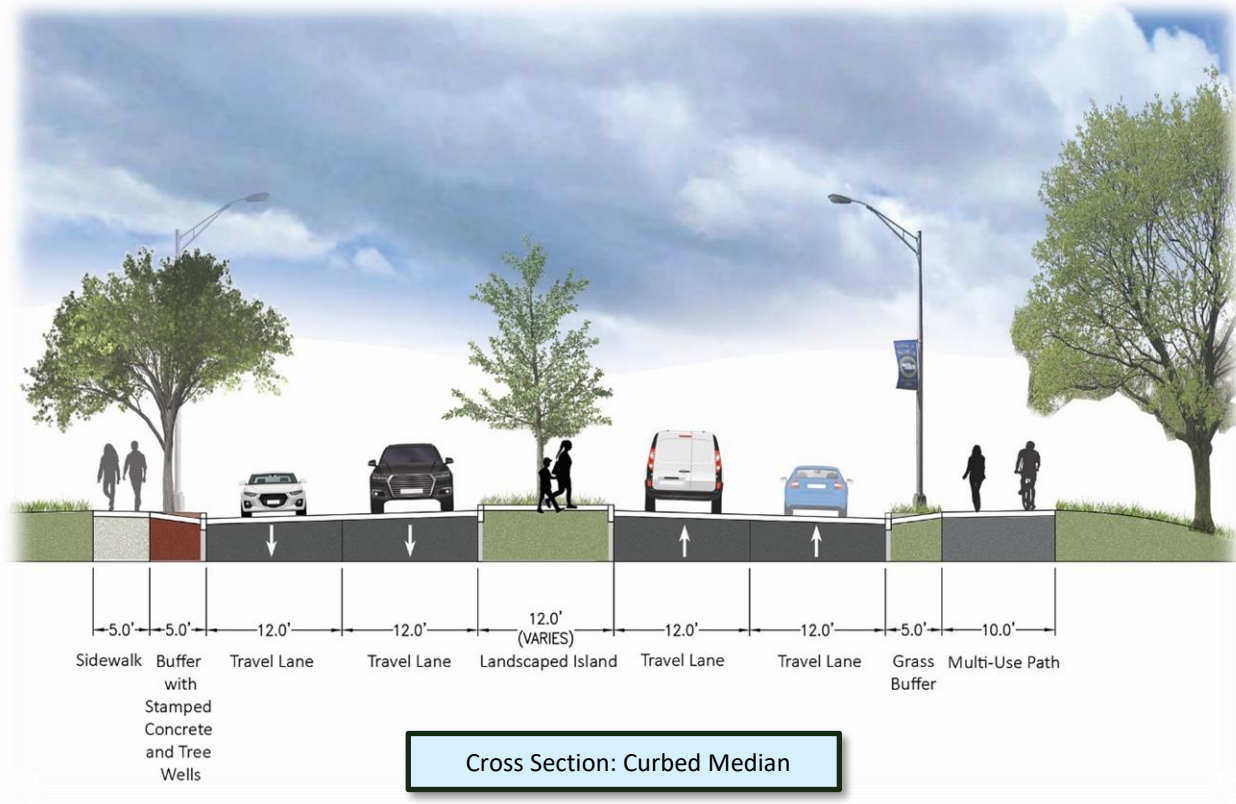 5.0'
5.0'
12.0'
12.0'
12.0'
(VARIES)
12.0'
12.0'
5.0'
10.0'
Sidewalk
Buffer
with
Stamped
Concrete
and Tree
Wells
Travel Lane
Travel Lane
Landscaped Island
Travel Lane
Travel Lane
Grass
Buffer
Multi-Use Path
Cross Section: Curbed Median